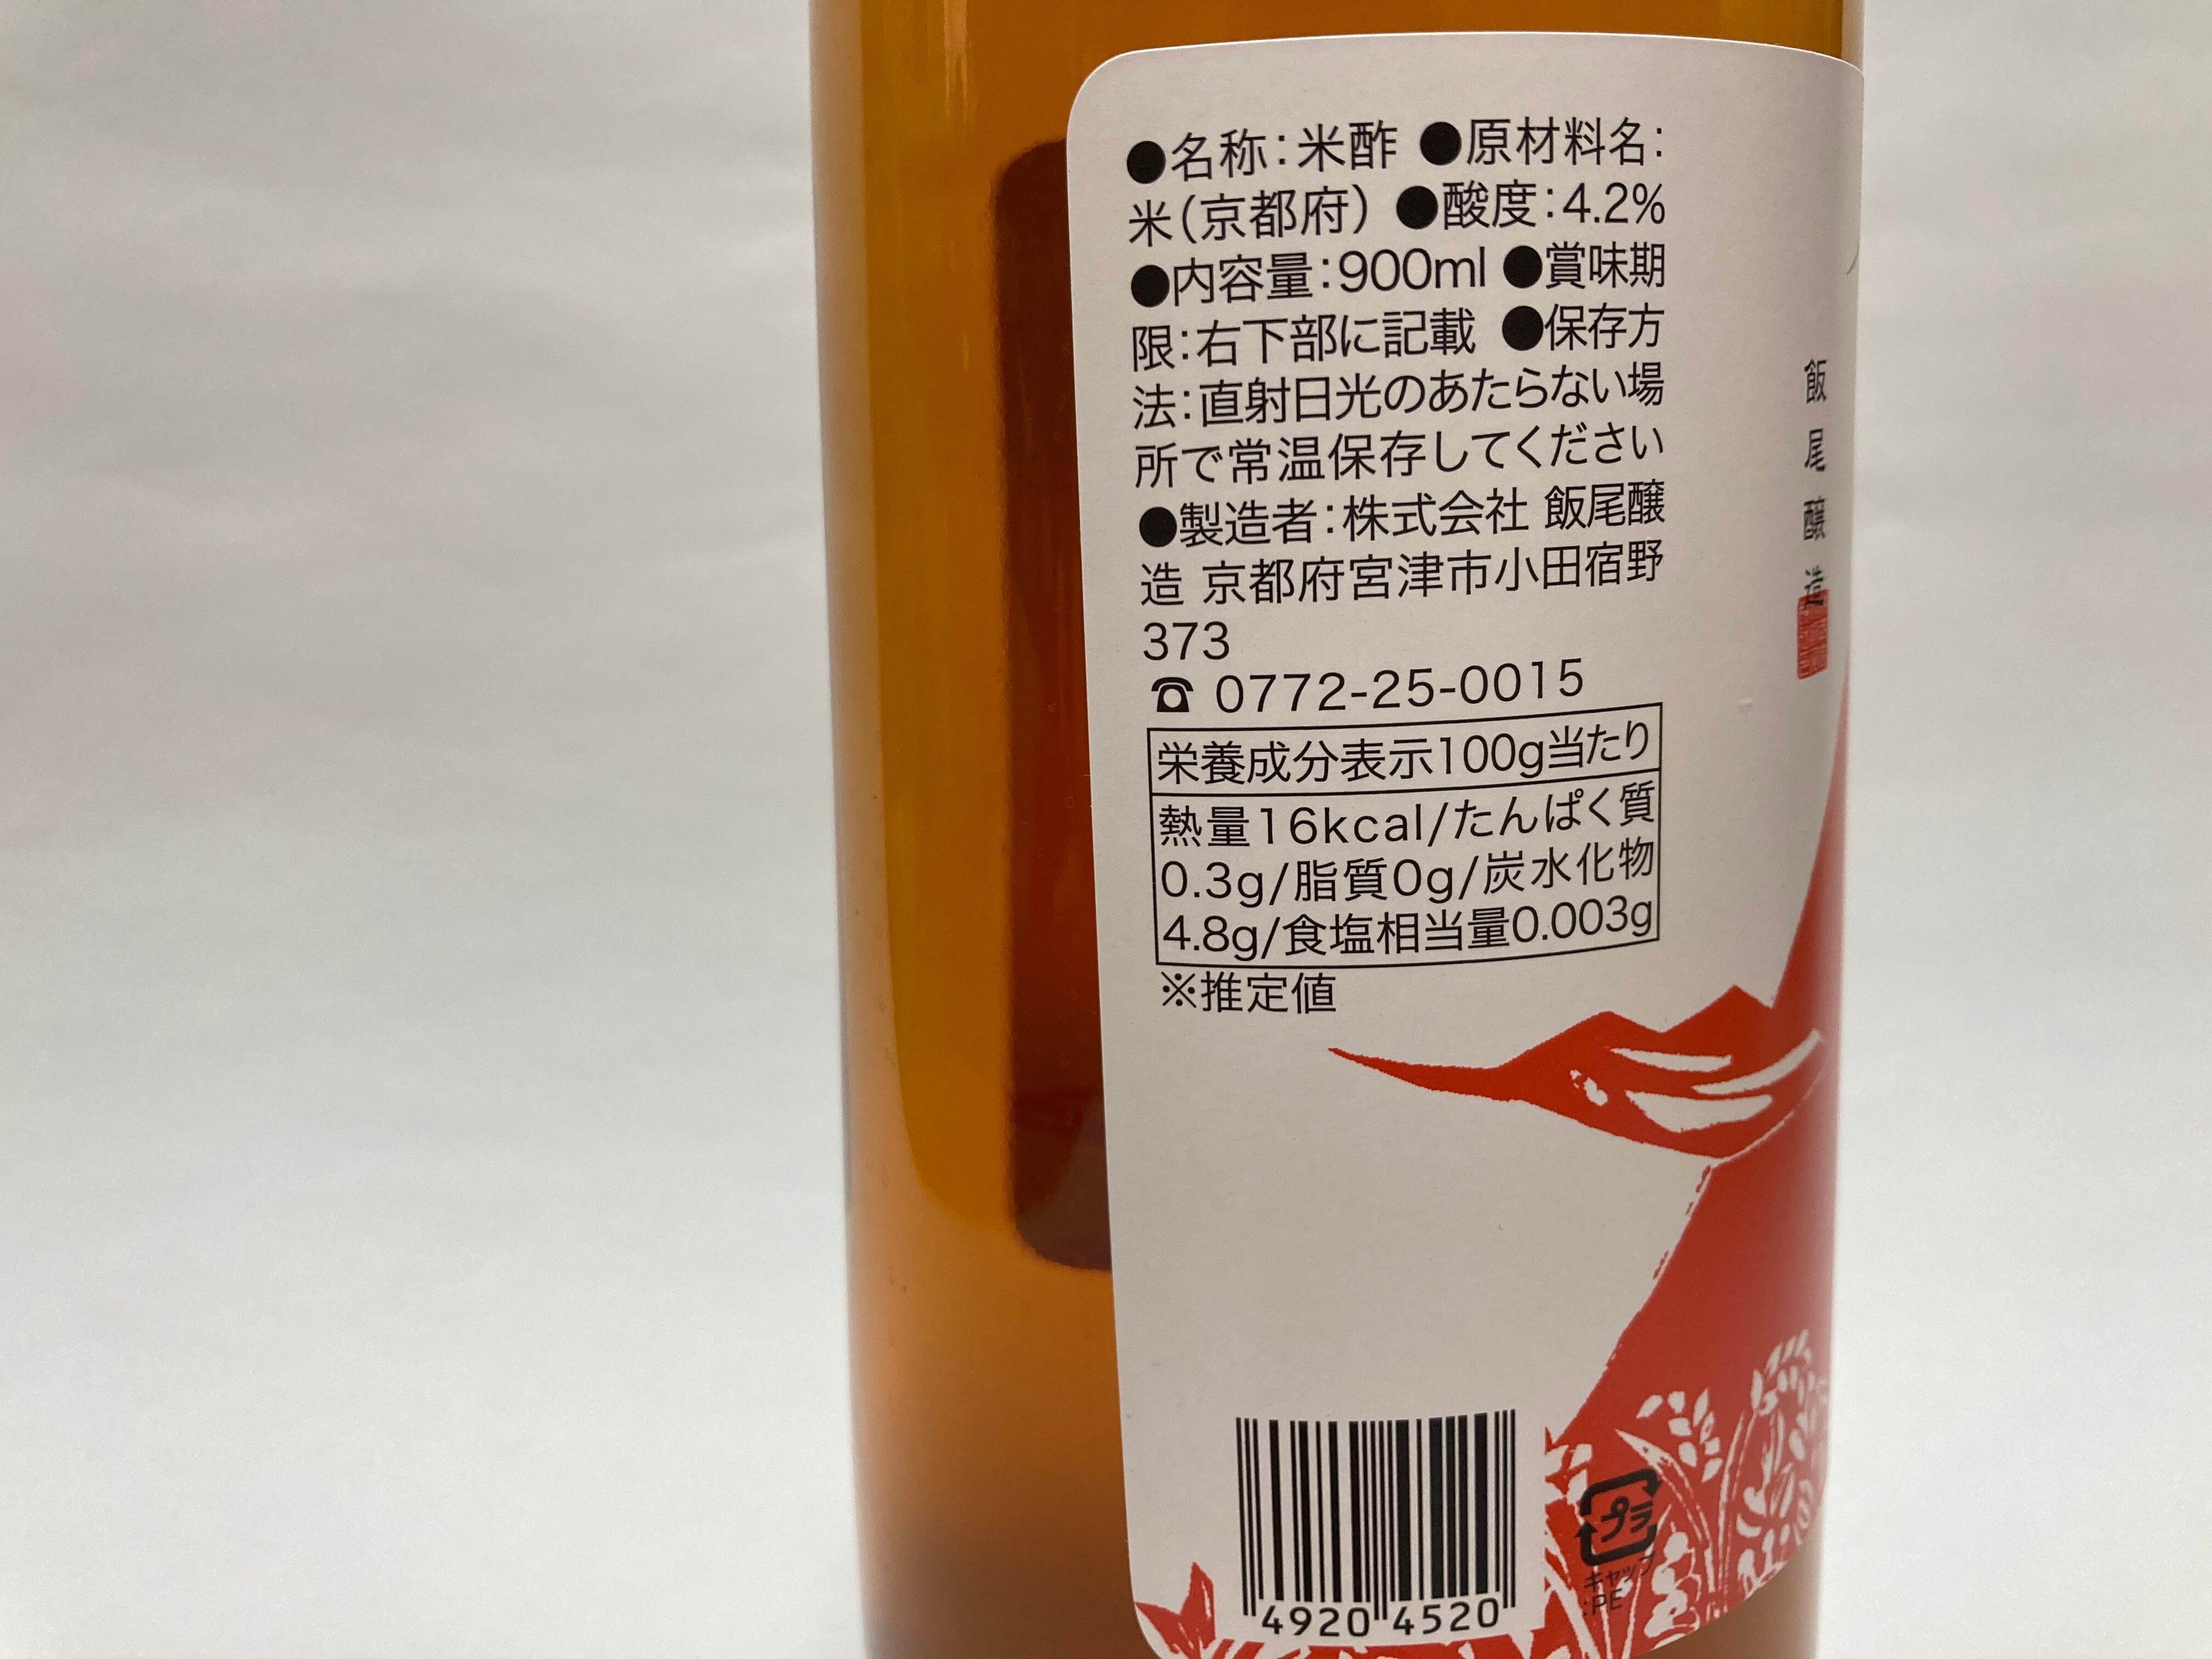 ●名称：米酢 ●原材料名：
米（京都府） ●酸度：4.2%
●内容量：900ml ●賞味期
限：右下部に記載 ●保存方
法：直射日光のあたらない場
所で常温保存してください
●製造者：株式会社 飯尾醸
造 京都府宮津市小田宿野
373
☎ 0772-25-0015
栄養成分表示100g当たり
熱量16kcal/たんぱく質
0.3g/脂質0g/炭水化物
4.8g/食塩相当量0.003g
※推定値
飯尾醸造
プラ
キャップ
:PE
4920 4520